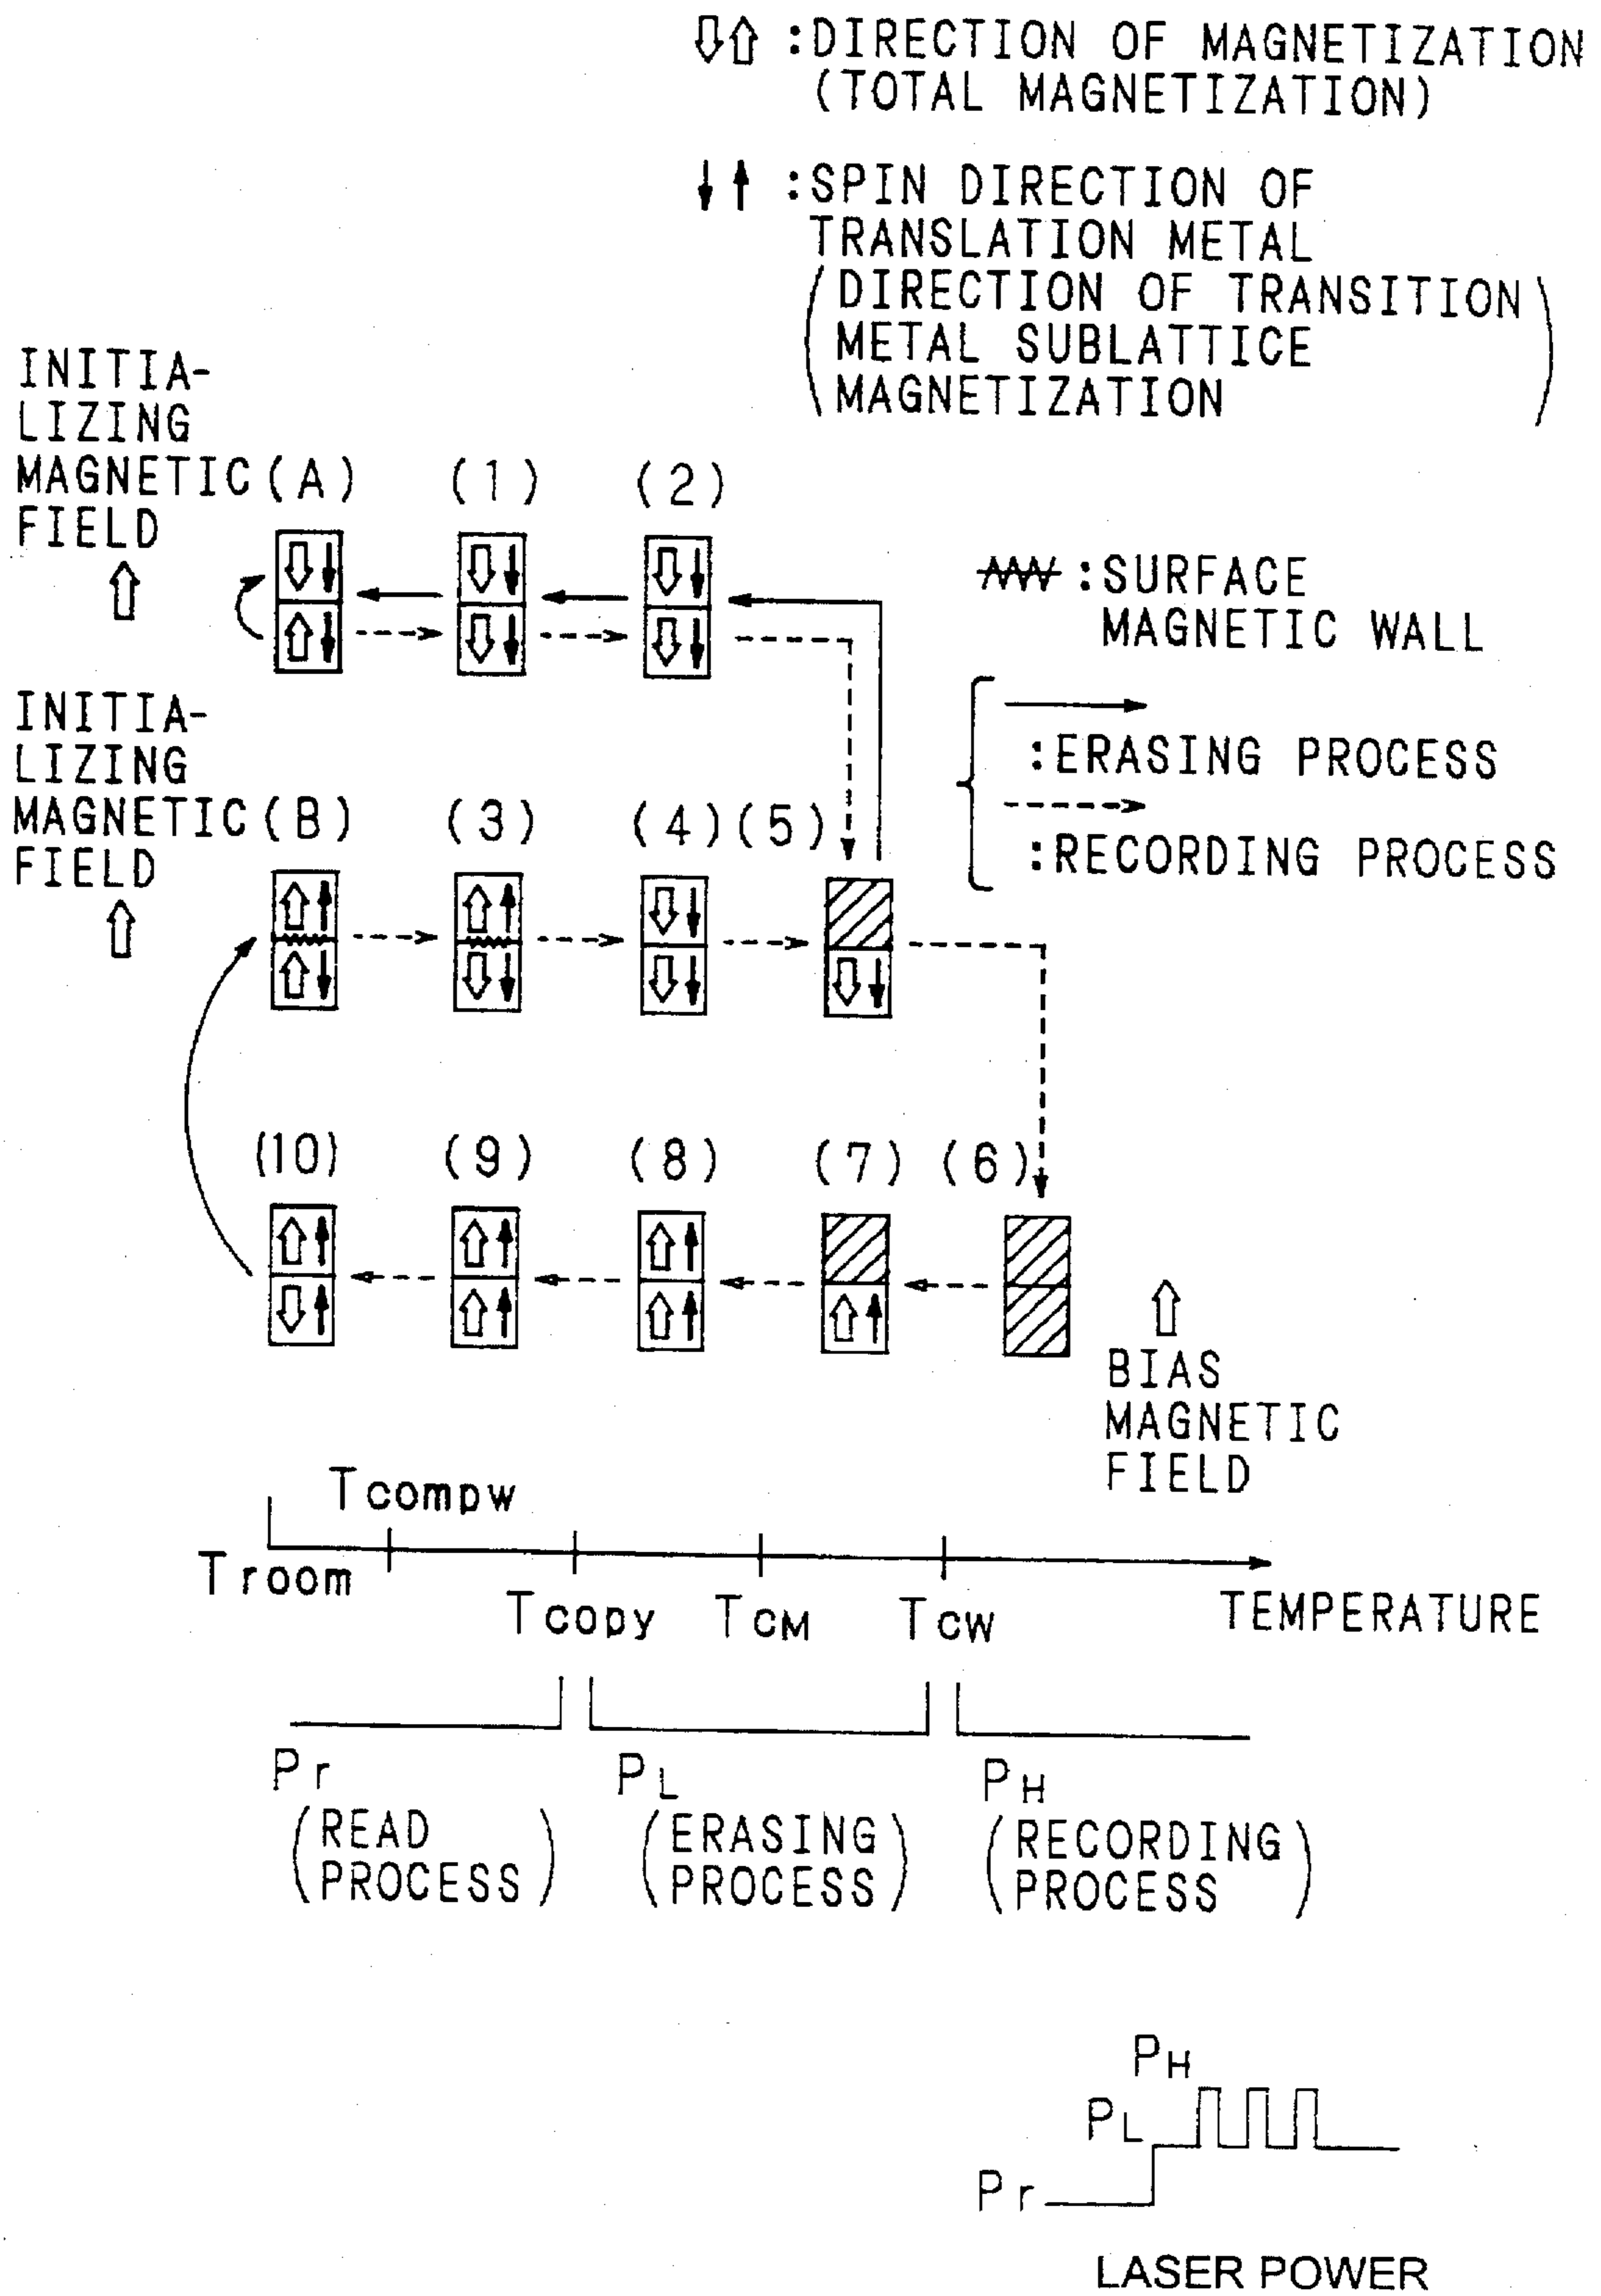 :DIRECTION OF MAGNETIZATION
(TOTAL MAGNETIZATION)
:SPIN DIRECTION OF
TRANSLATION METAL
(DIRECTION OF TRANSITION
METAL SUBLATTICE
MAGNETIZATION)
INITIA-
LIZING
MAGNETIC
FIELD
(A) (1) (2)
:SURFACE
MAGNETIC WALL
:ERASING PROCESS
:RECORDING PROCESS
INITIA-
LIZING
MAGNETIC
FIELD
(B) (3) (4) (5)
(10) (9) (8) (7) (6)
BIAS
MAGNETIC
FIELD
Tcompw
Troom
Tcopy TCM TCW TEMPERATURE
Pr PL PH
(READ
PROCESS)
(ERASING
PROCESS)
(RECORDING
PROCESS)
PH
PL
Pr
LASER POWER